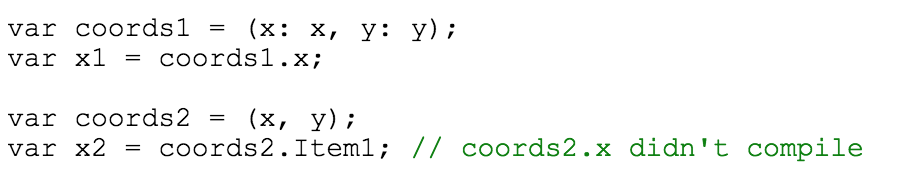 var coords1 = (x: x, y: y);
var x1 = coords1.x;
var coords2 = (x, y);
var x2 = coords2.Item1; // coords2.x didn't compile